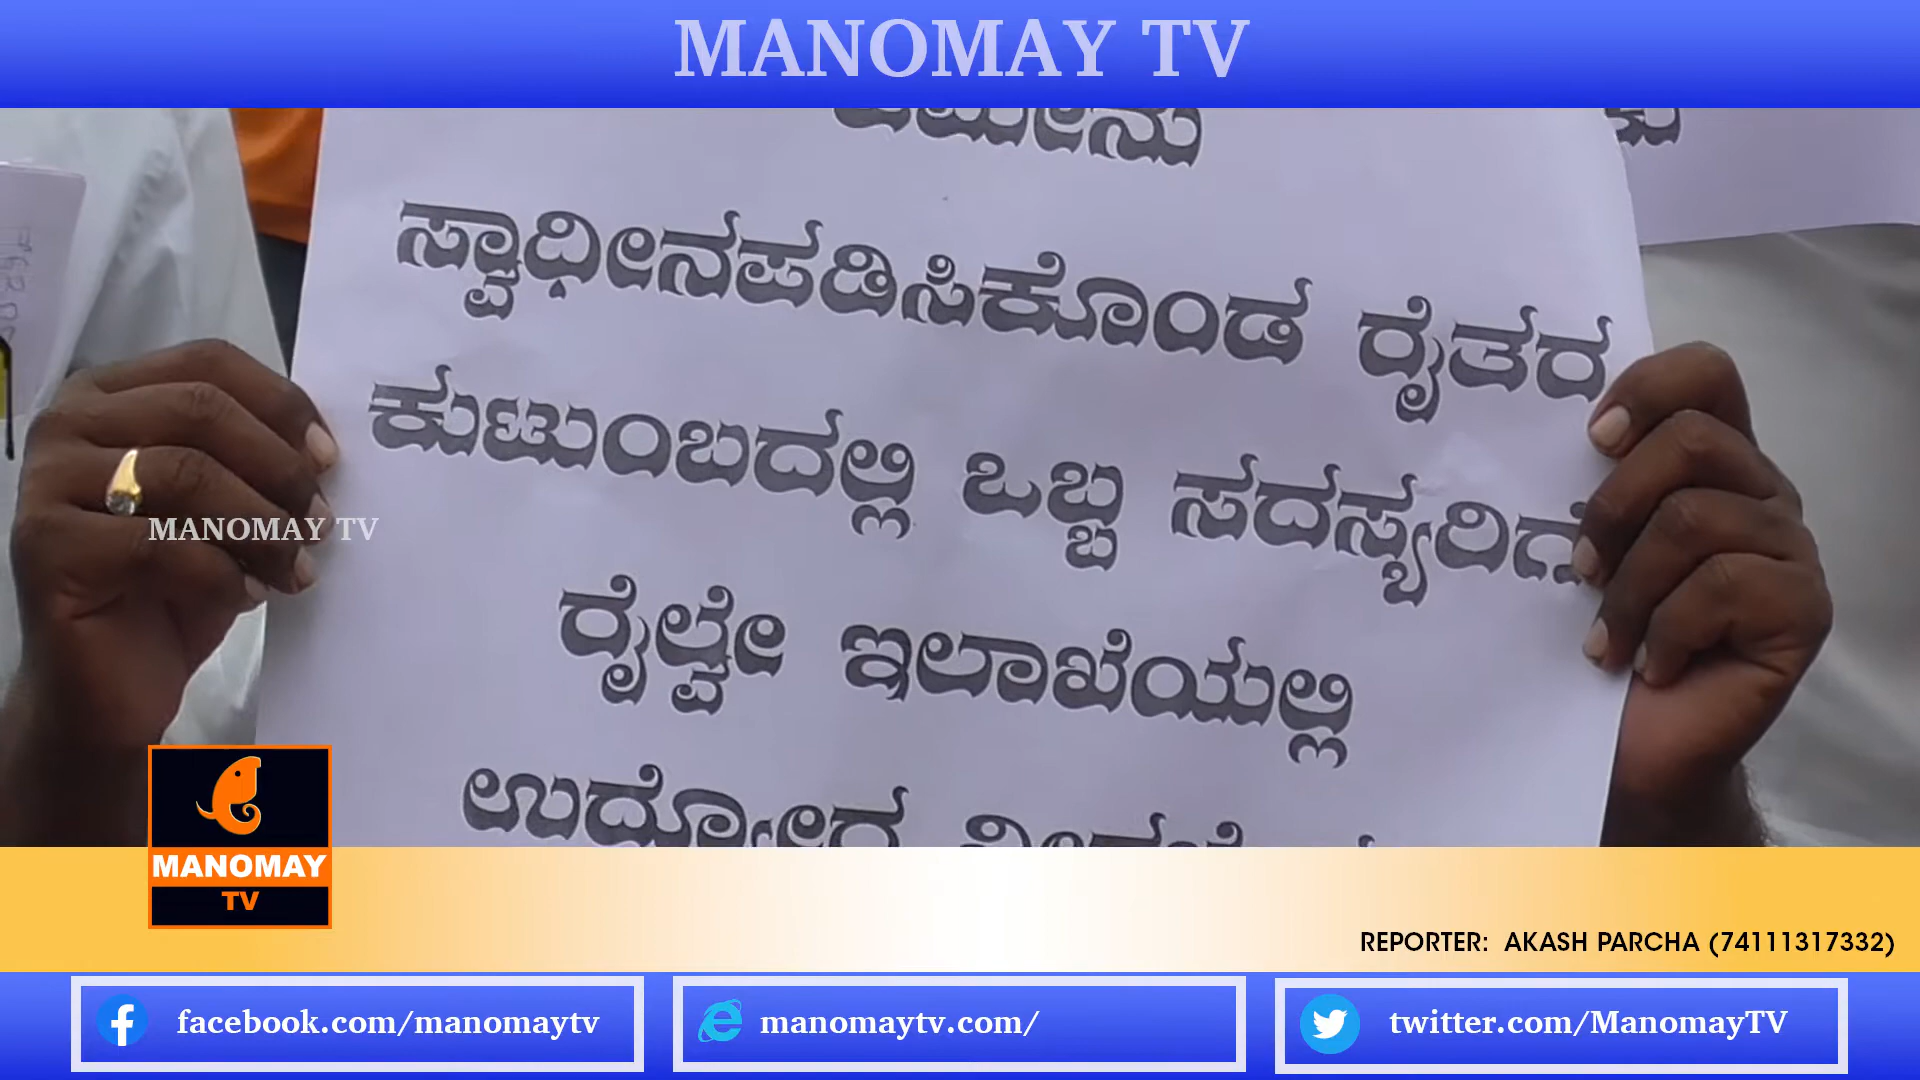 MANOMAY TV
ಸ್ವಾಧೀನಪಡಿಸಿಕೊಂಡ ರೈತರ
ಕುಟುಂಬದಲ್ಲಿ ಒಬ್ಬ ಸದಸ್ಯರಿಗೆ
MANOMAY TV
ರೈಲ್ವೇ ಇಲಾಖೆಯಲ್ಲಿ
MANOMAY
TV
REPORTER: AKASH PARCHA (74111317332)
facebook.com/manomaytv
manomaytv.com/
twitter.com/ManomayTV